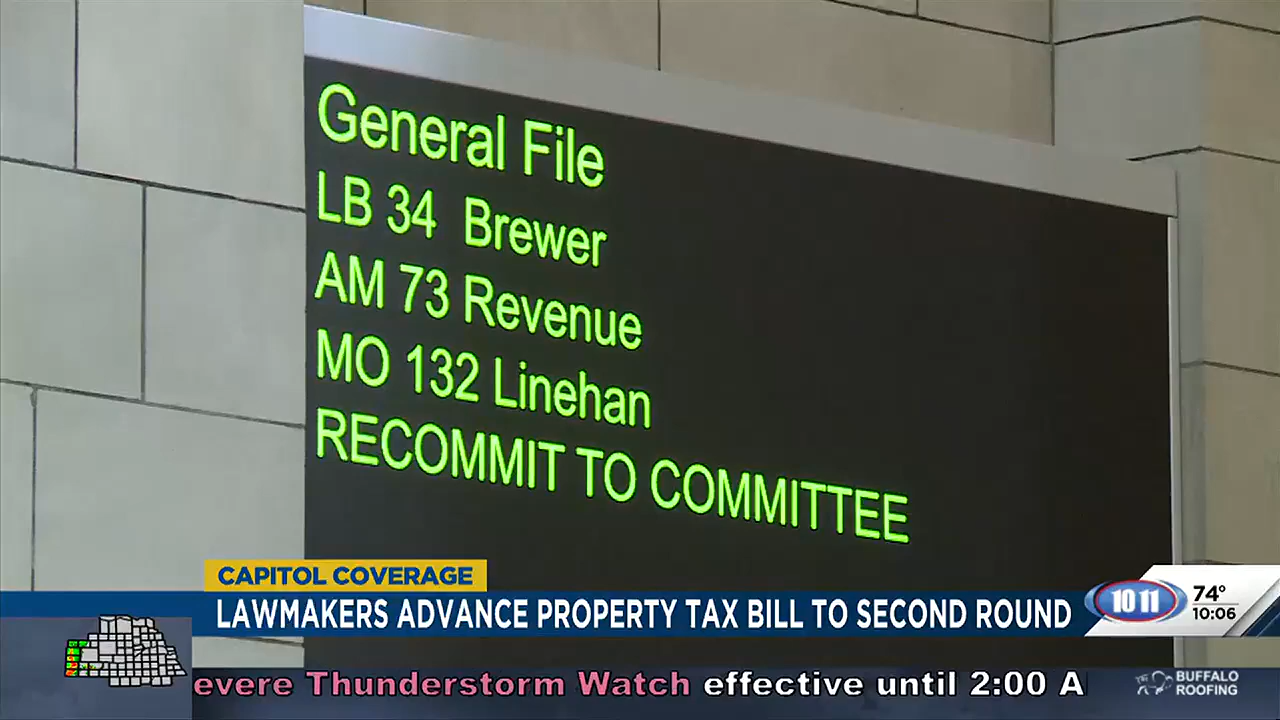 General File
LB 34 Brewer
AM 73 Revenue
MO 132 Linehan
RECOMMIT TO COMMITTEE
CAPITOL COVERAGE
LAWMAKERS ADVANCE PROPERTY TAX BILL TO SECOND ROUND
10 11
74°
10:06
evere Thunderstorm Watch effective until 2:00 A
THE BUFFALO
ROOFING